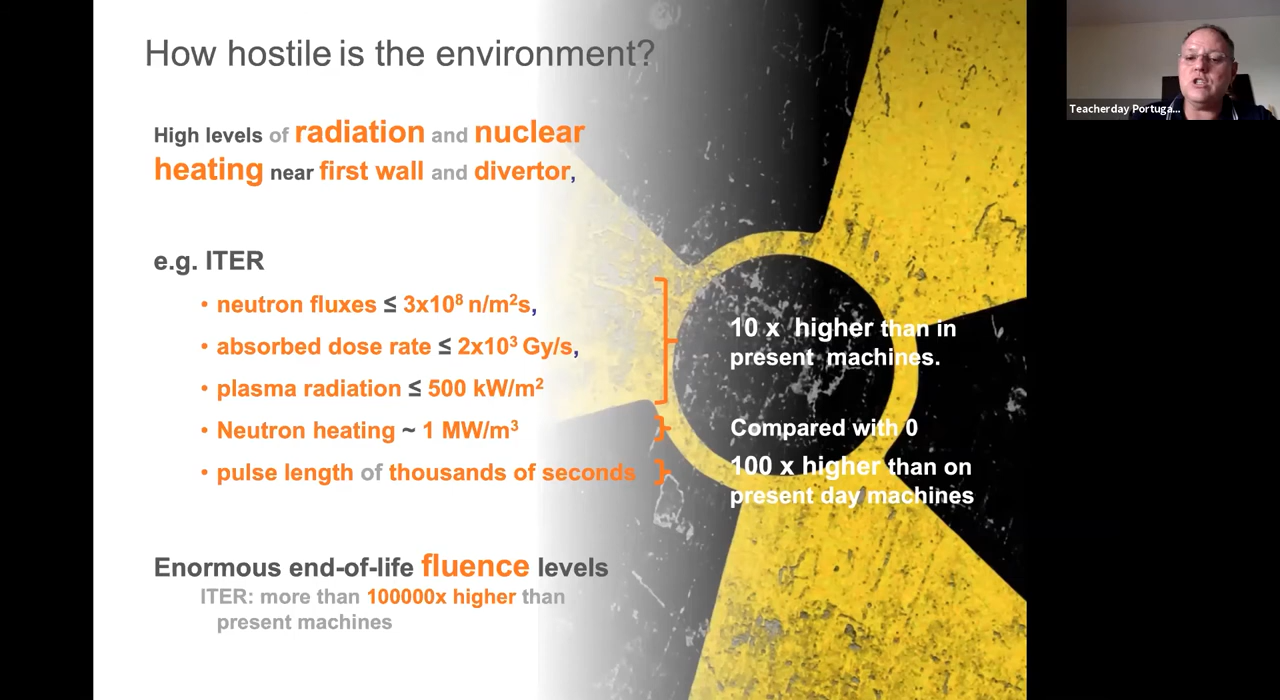 How hostile is the environment?
High levels of radiation and nuclear
heating near first wall and divertor,
e.g. ITER
• neutron fluxes ≤ 3x10⁸ n/m²s,
• absorbed dose rate ≤ 2x10³ Gy/s,
• plasma radiation ≤ 500 kW/m²
• Neutron heating ~ 1 MW/m³
• pulse length of thousands of seconds
10 x higher than in
present machines.
Compared with 0
100 x higher than on
present day machines
Enormous end-of-life fluence levels
ITER: more than 100000x higher than
present machines
Teacherday Portuga...